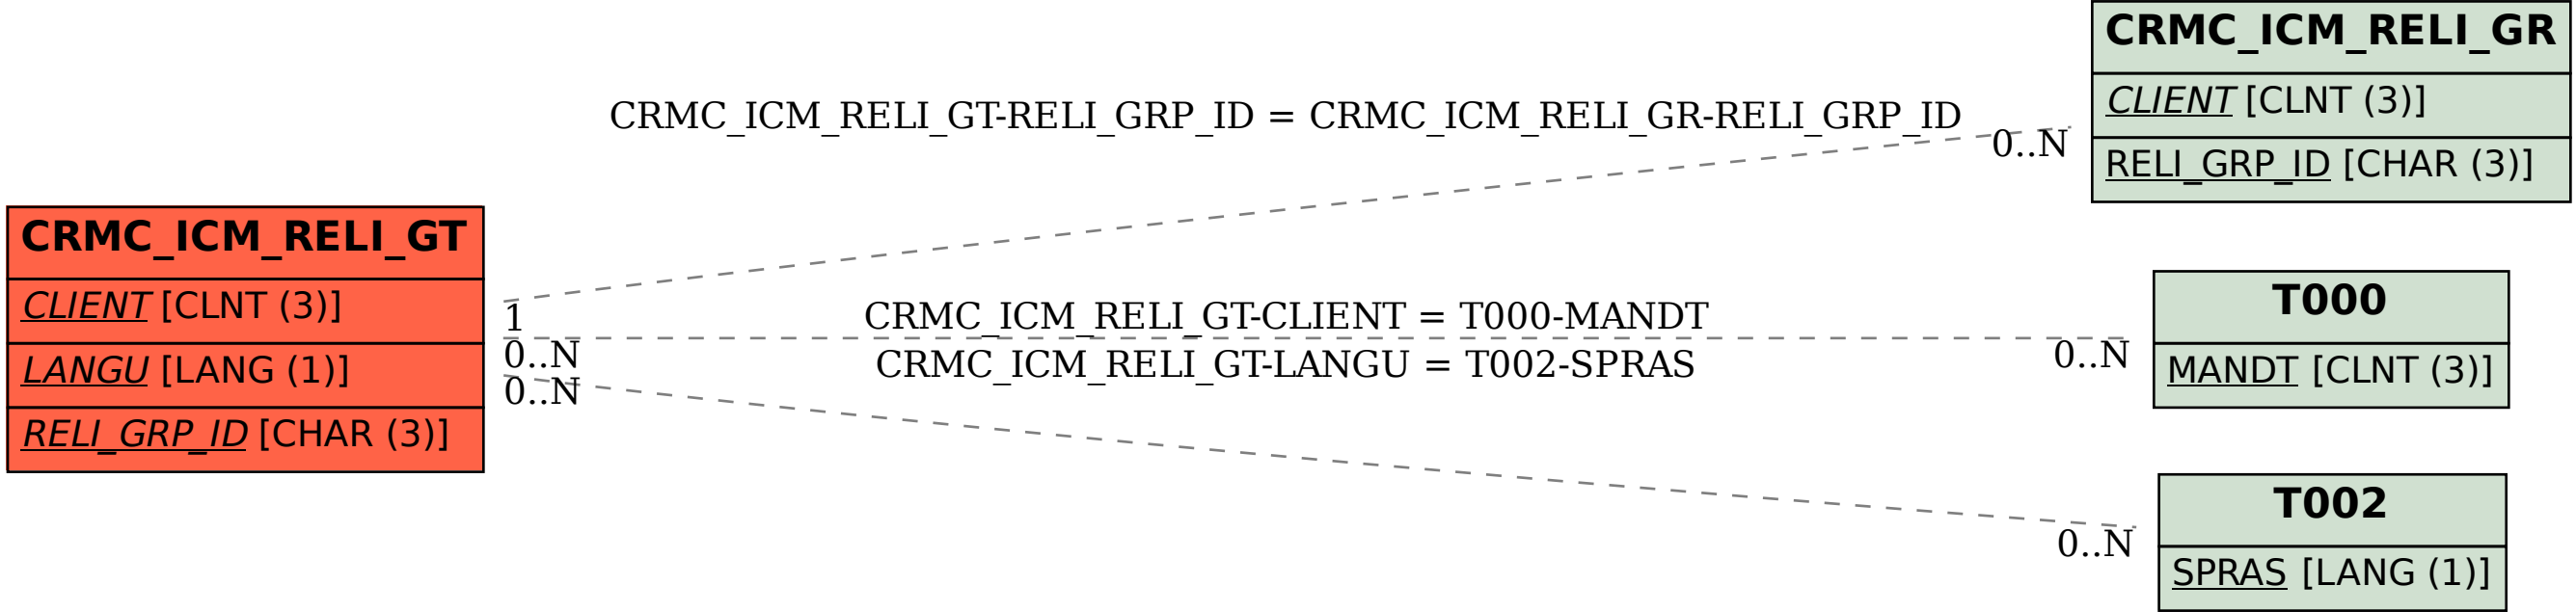 CRMC_ICM_RELI_GR
CLIENT [CLNT (3)]
RELI_GRP_ID [CHAR (3)]
CRMC_ICM_RELI_GT-RELI_GRP_ID = CRMC_ICM_RELI_GR-RELI_GRP_ID
0..N
CRMC_ICM_RELI_GT
CLIENT [CLNT (3)]
LANGU [LANG (1)]
RELI_GRP_ID [CHAR (3)]
1
0..N
0..N
CRMC_ICM_RELI_GT-CLIENT = T000-MANDT
CRMC_ICM_RELI_GT-LANGU = T002-SPRAS
0..N
T000
MANDT [CLNT (3)]
0..N
T002
SPRAS [LANG (1)]